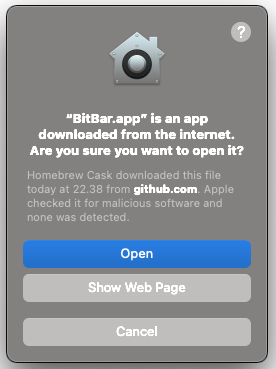 ?
“BitBar.app” is an app
downloaded from the internet.
Are you sure you want to open it?
Homebrew Cask downloaded this file
today at 22.38 from github.com. Apple
checked it for malicious software and
none was detected.
Open
Show Web Page
Cancel